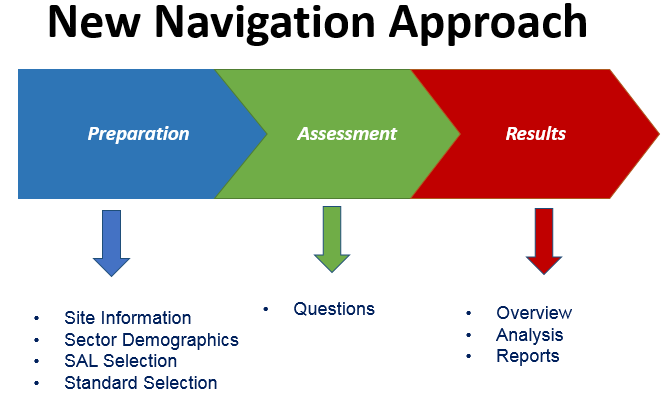 New Navigation Approach
Preparation
Assessment
Results
• Site Information
• Sector Demographics
• SAL Selection
• Standard Selection
• Questions
• Overview
• Analysis
• Reports